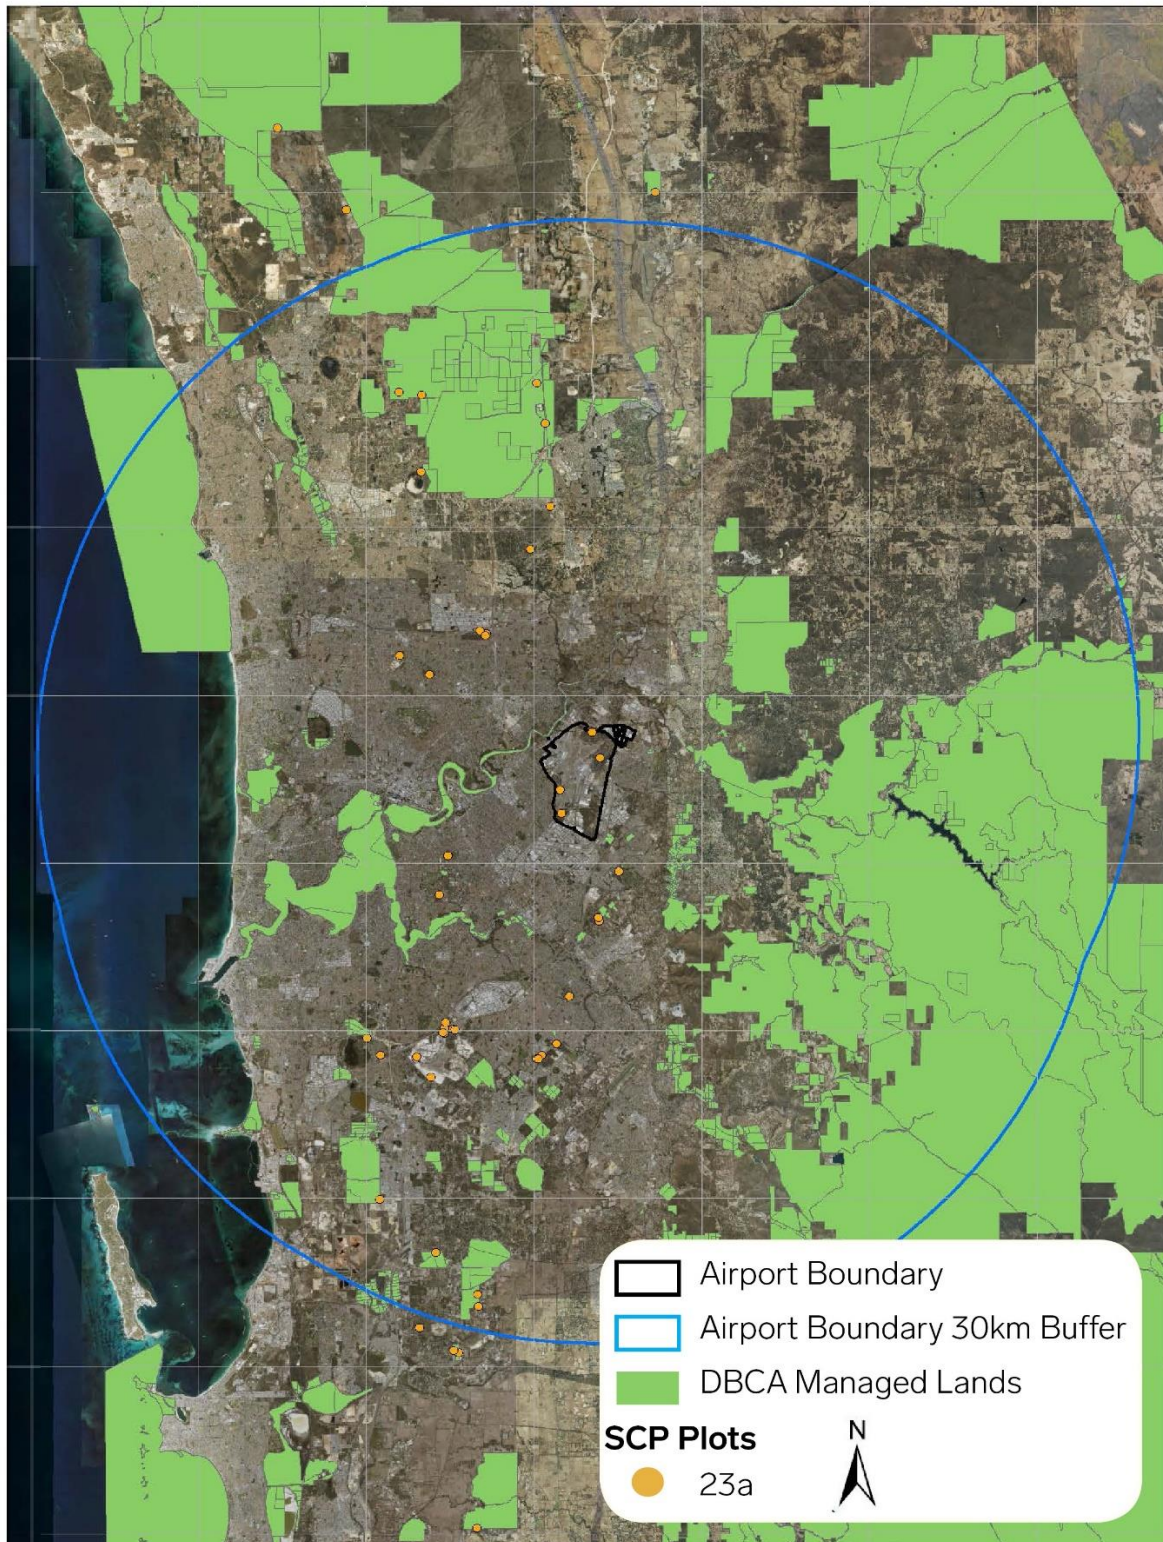 Airport Boundary
Airport Boundary 30km Buffer
DBCA Managed Lands
SCP Plots
N
23a